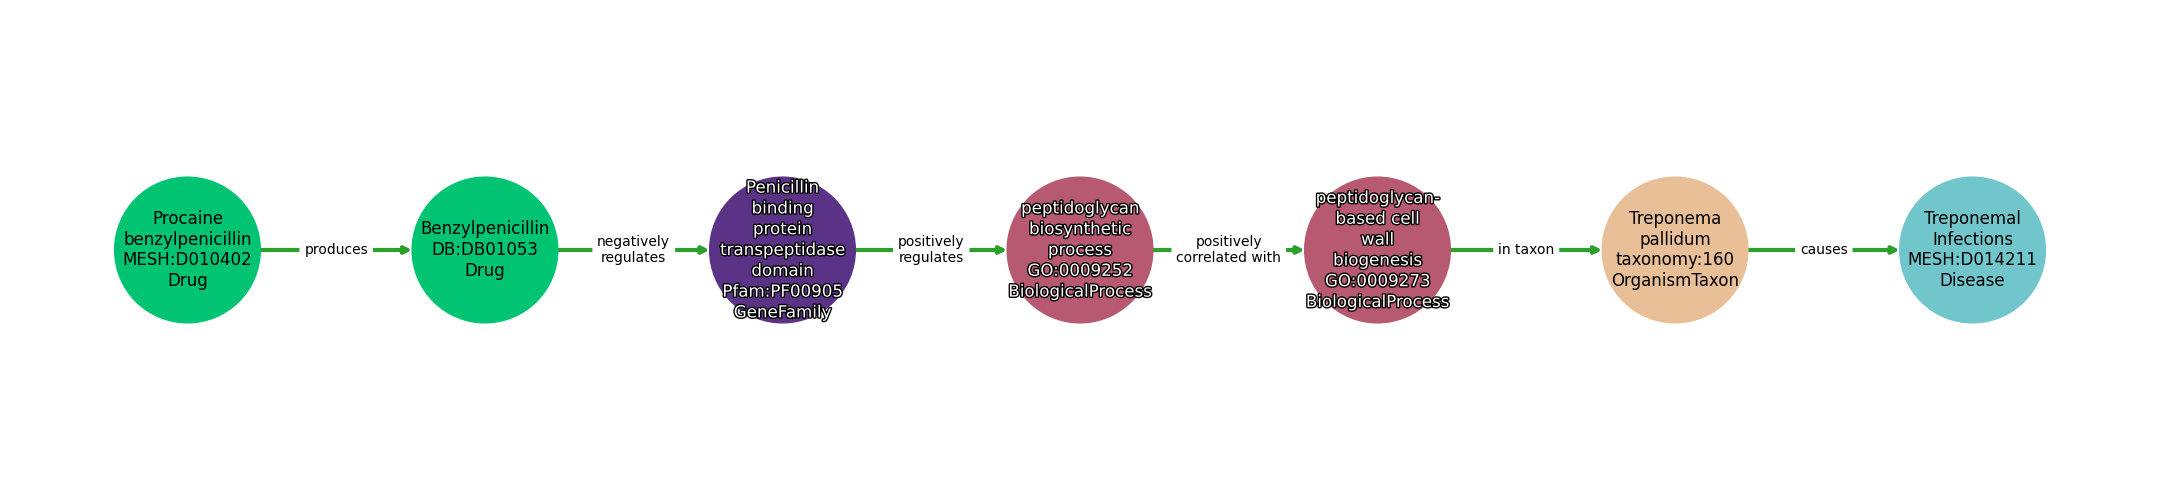 Procaine
benzylpenicillin
MESH:D010402
Drug
produces
Benzylpenicillin
DB:DB01053
Drug
negatively
regulates
Penicillin
binding
protein
transpeptidase
domain
Pfam:PF00905
GeneFamily
positively
regulates
peptidoglycan
biosynthetic
process
GO:0009252
BiologicalProcess
positively
correlated with
peptidoglycan-
based cell
wall
biogenesis
GO:0009273
BiologicalProcess
in taxon
Treponema
pallidum
taxonomy:160
OrganismTaxon
causes
Treponemal
Infections
MESH:D014211
Disease